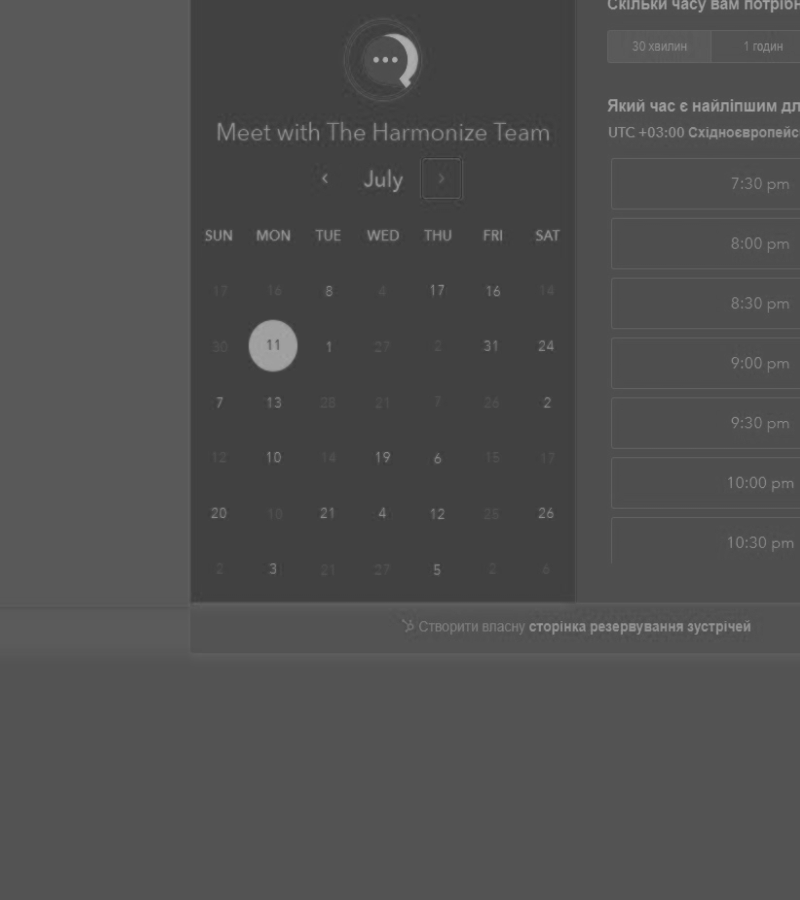 Meet with The Harmonize Team
July
SUN MON TUE WED THU FRI SAT
17 16 8 4 17 16 14
30 11 1 27 2 31 24
7 13 28 21 7 26 2
12 10 14 19 6 15 17
20 10 21 4 12 25 26
2 3 21 27 5 2
Скільки часу вам потріб
30 хвилин 1 годин
Який час є найліпшим дл
UTC +03:00 Східноєвропейс
7:30 pm
8:00 pm
8:30 pm
9:00 pm
9:30 pm
10:00 pm
10:30 pm
Створити власну сторінка резервування зустрічей